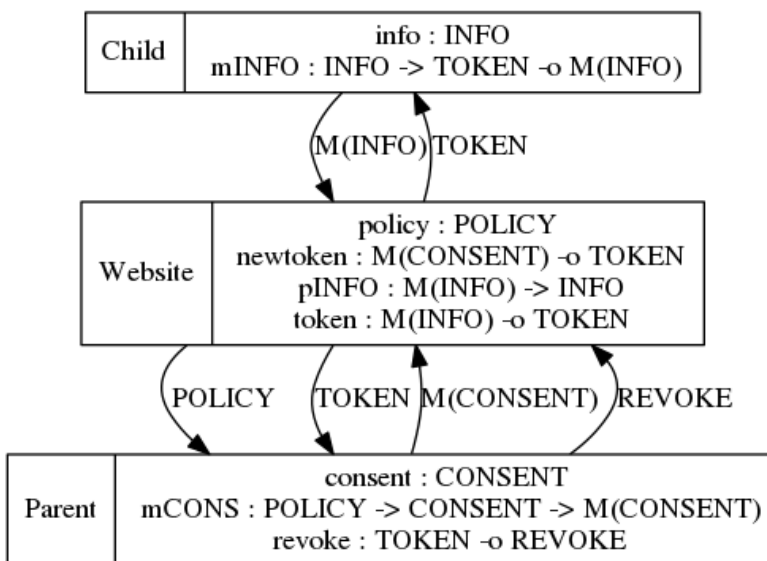 Child
info : INFO
mINFO : INFO -> TOKEN -o M(INFO)
M(INFO) TOKEN
Website
policy : POLICY
newtoken : M(CONSENT) -o TOKEN
pINFO : M(INFO) -> INFO
token : M(INFO) -o TOKEN
POLICY TOKEN M(CONSENT) REVOKE
Parent
consent : CONSENT
mCONS : POLICY -> CONSENT -> M(CONSENT)
revoke : TOKEN -o REVOKE